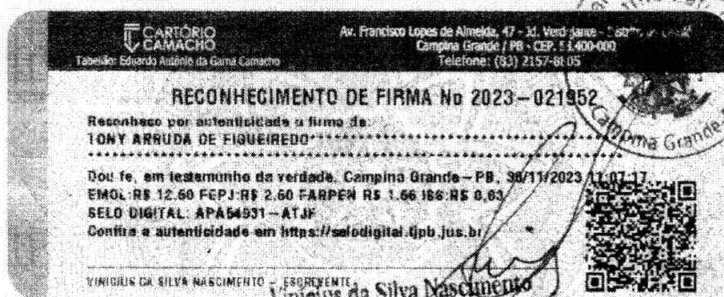 CARTÓRIO
CAMACHO
Tabelião: Eduardo Antônio da Gama Camacho
Av. Francisco Lopes de Almeida, 47 - Jd. Verdejante -
Campina Grande / PB - CEP. 400-000
Telefone: (83) 2157-8105
RECONHECIMENTO DE FIRMA No 2023-021952
Reconheco por autenticidade a firma de:
TONY ARRUDA DE FIGUEIREDO
Dou fe, em testemunho da verdade. Campina Grande-PB, 30/11/2023 11:07:17
EMOL:R$ 12.60 FEPJ:R$ 2.60 FARPEN R$ 1.66 ISS:R$ 0,63
SELO DIGITAL: APA54931-ATJF
Confira a autenticidade em https://selodigital.tjpb.jus.br
VINICIUS DA SILVA NASCIMENTO - ESCREVENTE
Vinicius da Silva Nascimento
Campina Grande